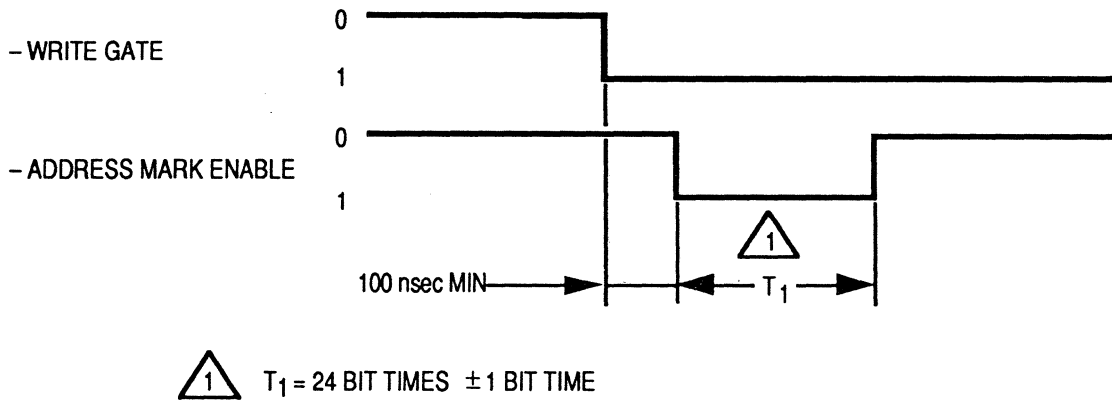 0
– WRITE GATE
1
0
– ADDRESS MARK ENABLE
1
1
100 nsec MIN
T1
1 T1 = 24 BIT TIMES ±1 BIT TIME